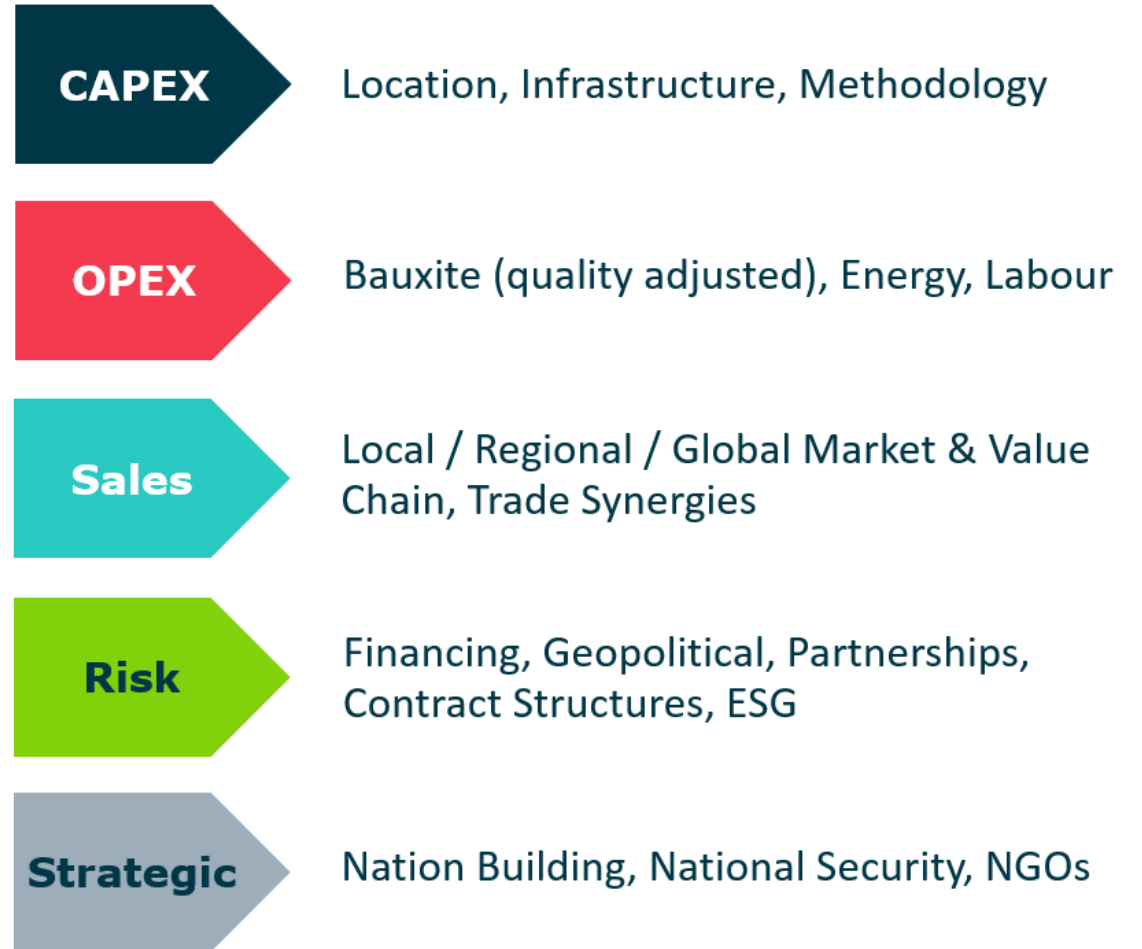 CAPEX
Location, Infrastructure, Methodology
OPEX
Bauxite (quality adjusted), Energy, Labour
Sales
Local / Regional / Global Market & Value
Chain, Trade Synergies
Risk
Financing, Geopolitical, Partnerships,
Contract Structures, ESG
Strategic
Nation Building, National Security, NGOs